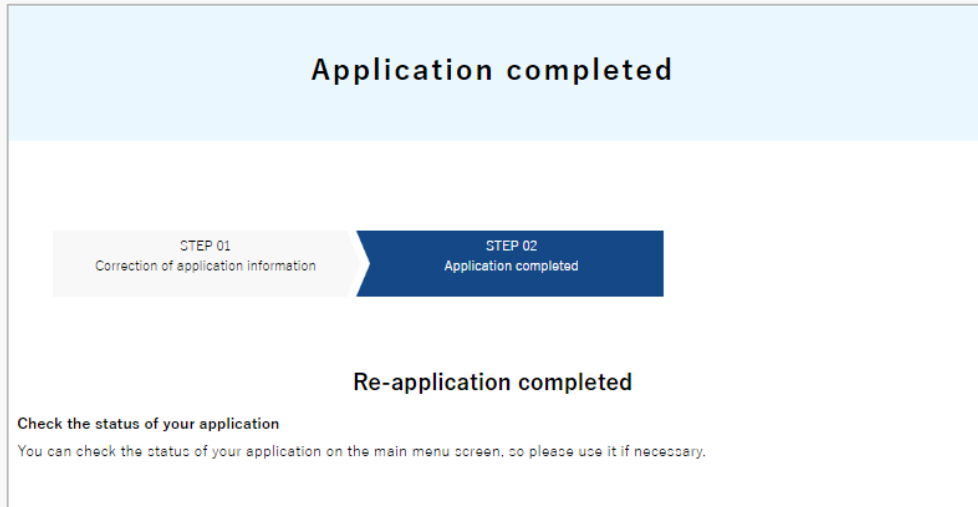 Application completed
STEP 01
Correction of application information
STEP 02
Application completed
Re-application completed
Check the status of your application
You can check the status of your application on the main menu screen, so please use it if necessary.